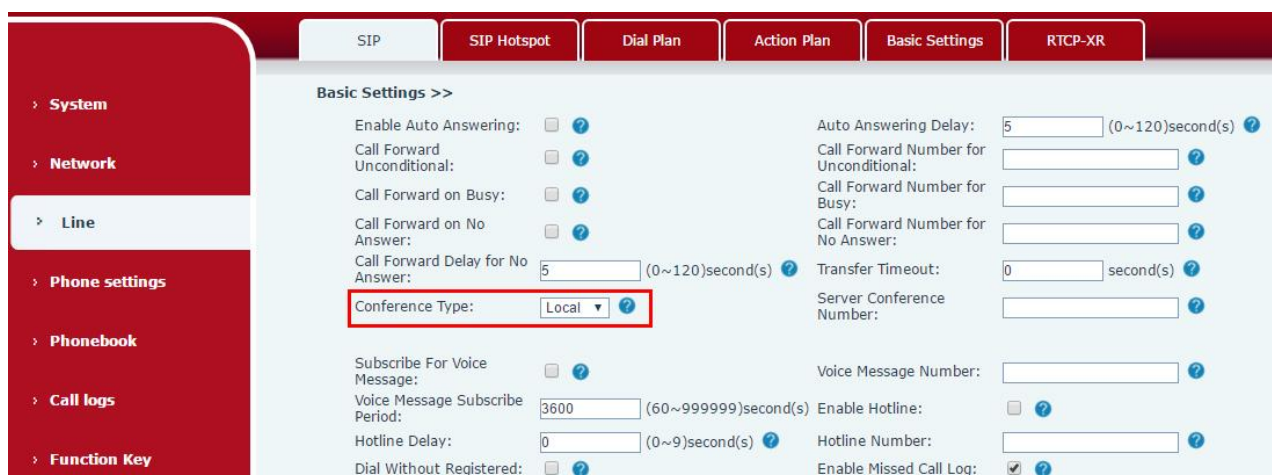 SIP
SIP Hotspot
Dial Plan
Action Plan
Basic Settings
RTCP-XR
System
Network
Line
Phone settings
Phonebook
Call logs
Function Key
Basic Settings >>
Enable Auto Answering:
Auto Answering Delay: 5 (0~120)second(s)
Call Forward
Unconditional:
Call Forward Number for
Unconditional:
Call Forward on Busy:
Call Forward Number for
Busy:
Call Forward on No
Answer:
Call Forward Number for
No Answer:
Call Forward Delay for No
Answer: 5 (0~120)second(s)
Transfer Timeout: 0 second(s)
Conference Type: Local
Server Conference
Number:
Subscribe For Voice
Message:
Voice Message Number:
Voice Message Subscribe
Period: 3600 (60~999999)second(s)
Enable Hotline:
Hotline Delay: 0 (0~9)second(s)
Hotline Number:
Dial Without Registered:
Enable Missed Call Log: